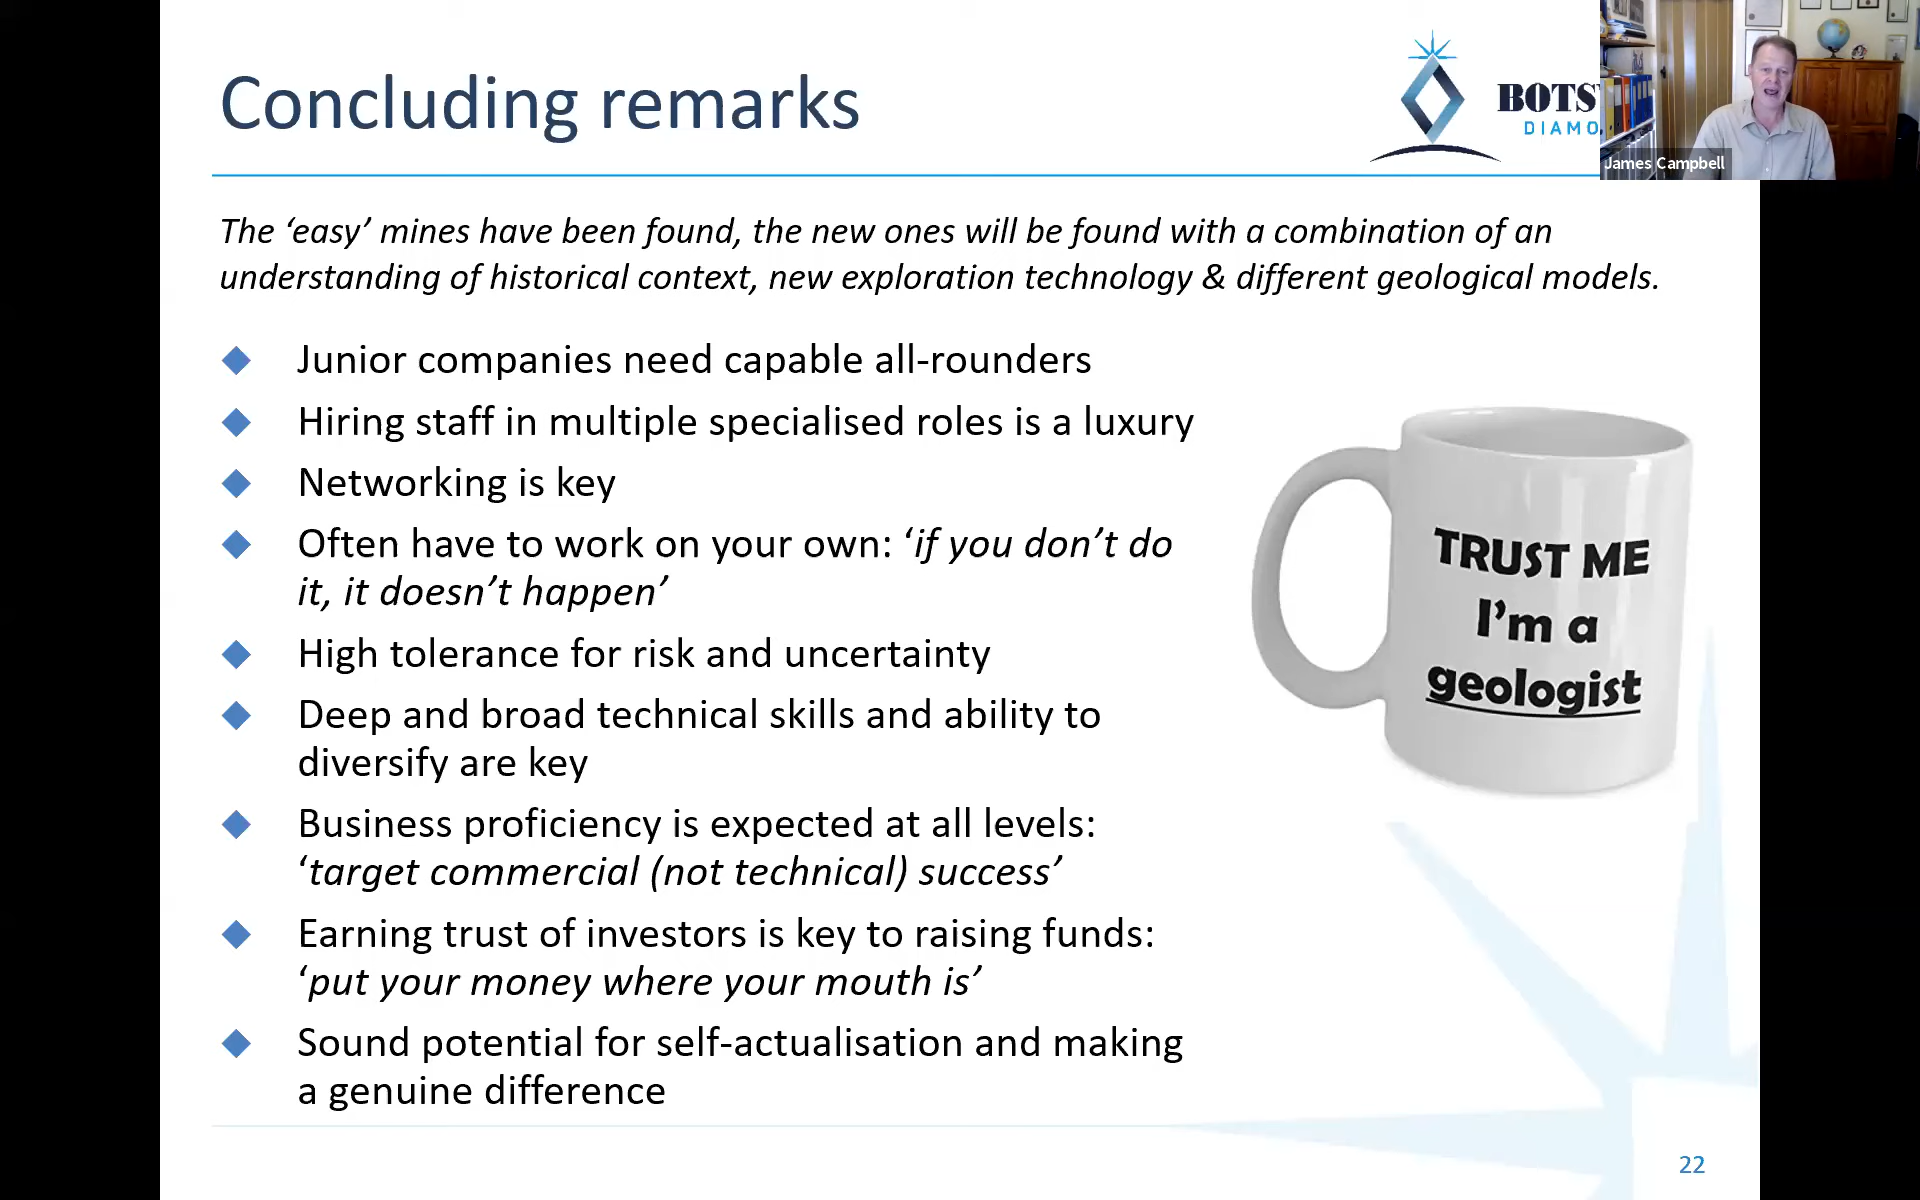 Concluding remarks
BOTS
DIAMO
James Campbell
The ‘easy’ mines have been found, the new ones will be found with a combination of an
understanding of historical context, new exploration technology & different geological models.
Junior companies need capable all-rounders
Hiring staff in multiple specialised roles is a luxury
Networking is key
Often have to work on your own: ‘if you don’t do
it, it doesn’t happen’
High tolerance for risk and uncertainty
Deep and broad technical skills and ability to
diversify are key
Business proficiency is expected at all levels:
‘target commercial (not technical) success’
Earning trust of investors is key to raising funds:
‘put your money where your mouth is’
Sound potential for self-actualisation and making
a genuine difference
TRUST ME
I’m a
geologist
22